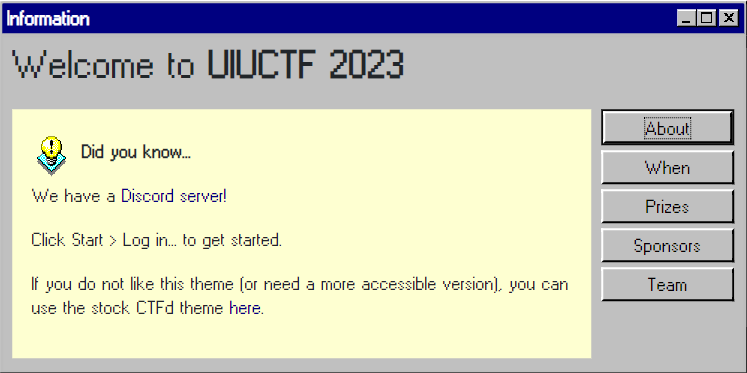 Information
Welcome to UIUCTF 2023
Did you know...
We have a Discord server!
Click Start > Log in... to get started.
If you do not like this theme (or need a more accessible version), you can
use the stock CTFd theme here.
About
When
Prizes
Sponsors
Team